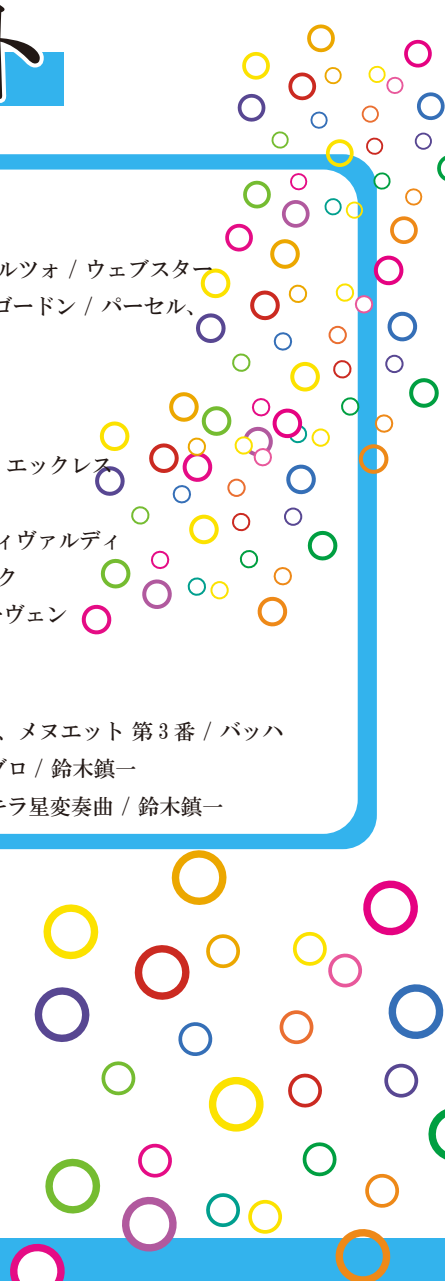 ト
ルツォ / ウェブスター
ゴードン / パーセル、
エックレス
ィヴァルディ
ク
ーヴェン
、メヌエット 第３番 / バッハ
ブロ / 鈴木鎮一
キラ星変奏曲 / 鈴木鎮一